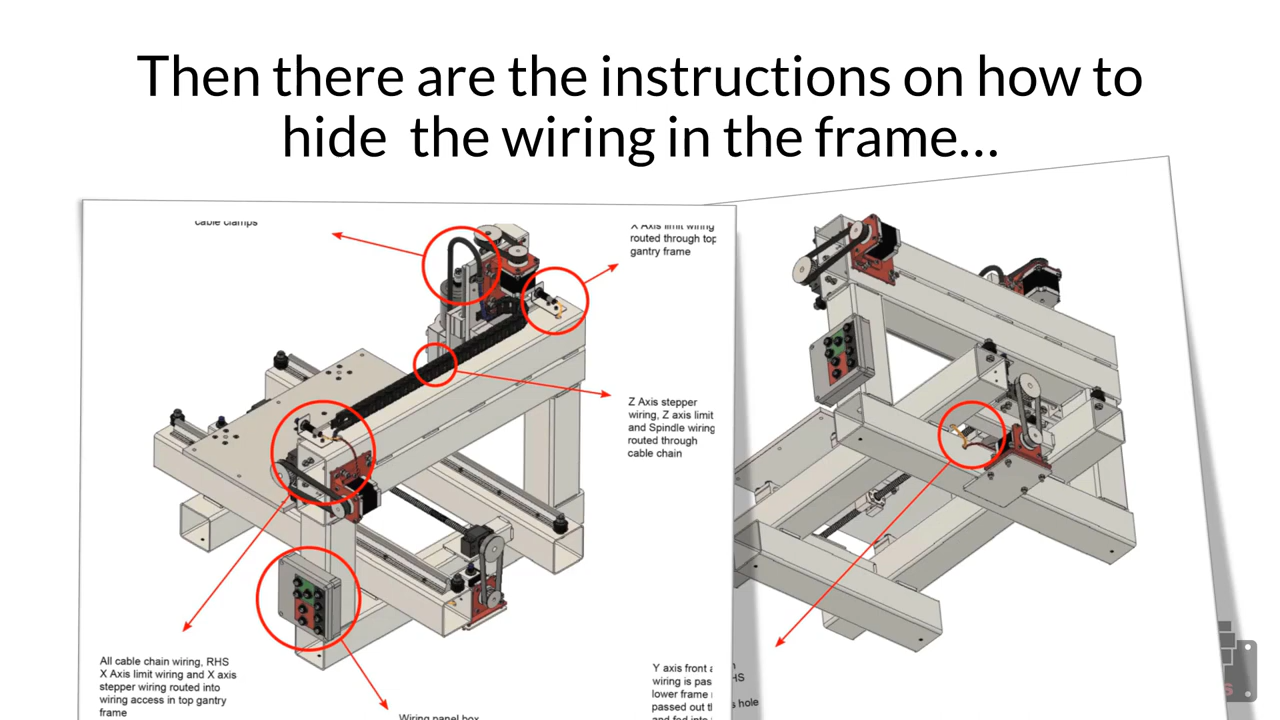 Then there are the instructions on how to
hide the wiring in the frame...
cable clamps
X Axis limit wiring
routed through top
gantry frame
Z Axis stepper
wiring, Z axis limit
and Spindle wiring
routed through
cable chain
All cable chain wiring, RHS
X Axis limit wiring and X axis
stepper wiring routed into
wiring access in top gantry
frame
Wiring panel box
Y axis front
wiring is pas
lower frame
passed out t
and fed into
HS
hole